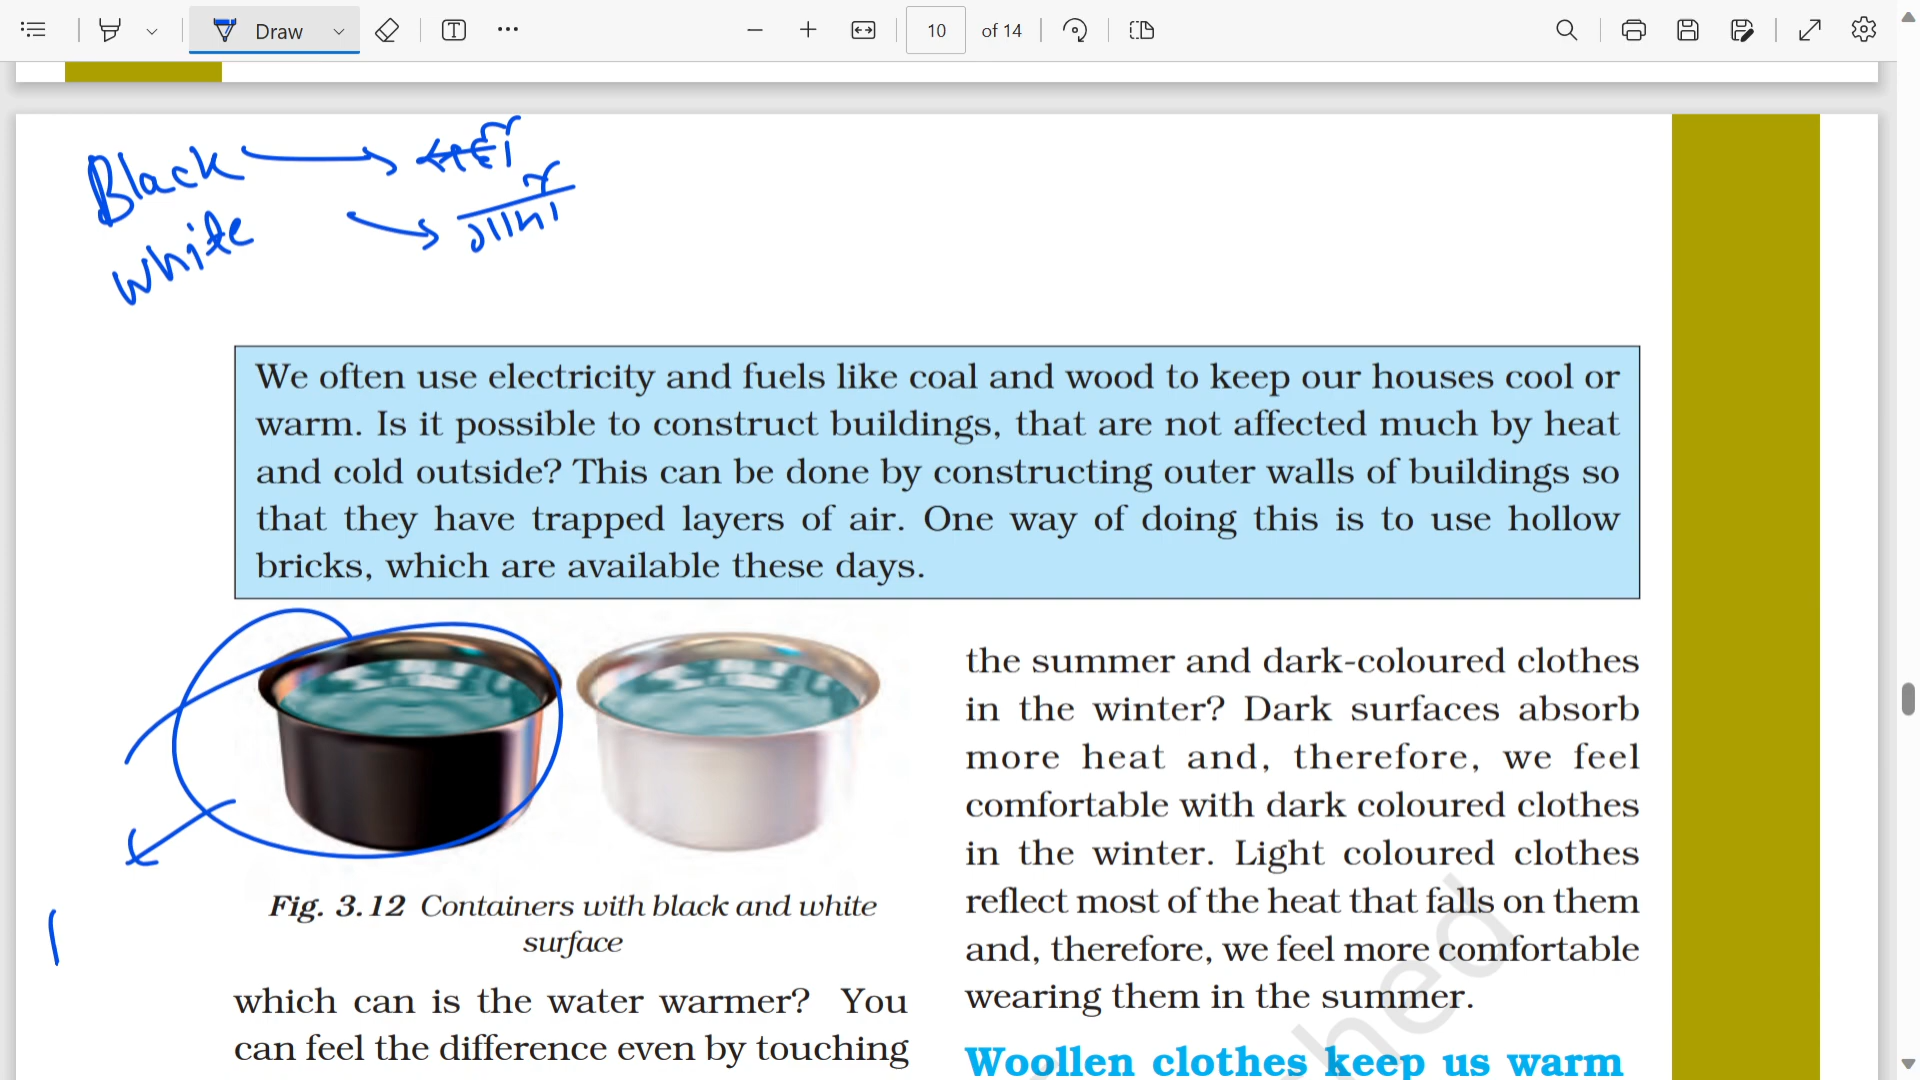 Draw
10
of 14
Black
white
We often use electricity and fuels like coal and wood to keep our houses cool or
warm. Is it possible to construct buildings, that are not affected much by heat
and cold outside? This can be done by constructing outer walls of buildings so
that they have trapped layers of air. One way of doing this is to use hollow
bricks, which are available these days.
Fig. 3.12 Containers with black and white
surface
which can is the water warmer? You
can feel the difference even by touching
the summer and dark-coloured clothes
in the winter? Dark surfaces absorb
more heat and, therefore, we feel
comfortable with dark coloured clothes
in the winter. Light coloured clothes
reflect most of the heat that falls on them
and, therefore, we feel more comfortable
wearing them in the summer.
Woollen clothes keep us warm
hed